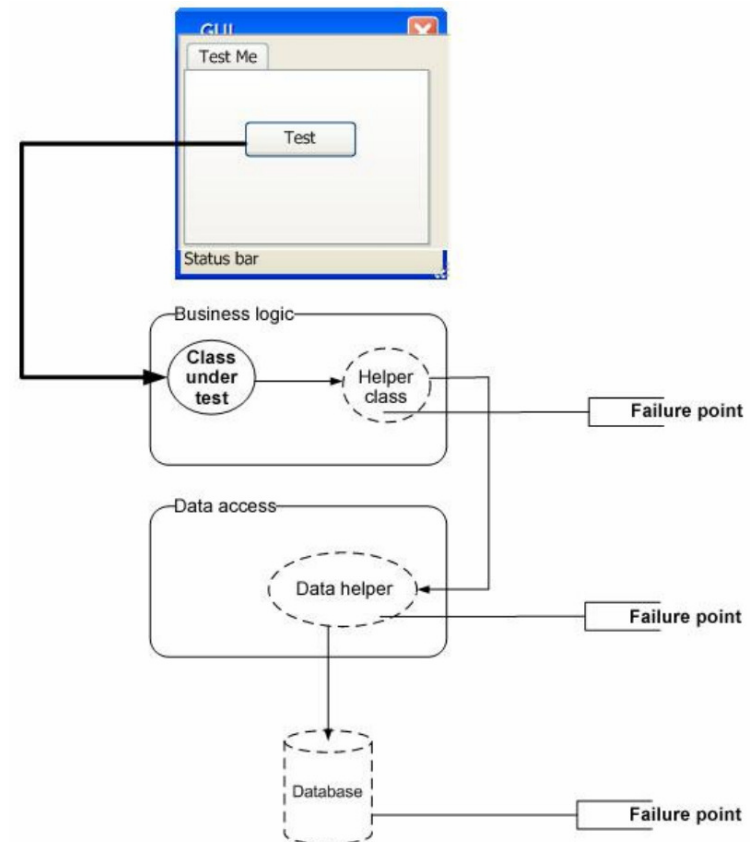 GUI
Test Me
Test
Status bar
Business logic
Class
under
test
Helper
class
Failure point
Data access
Data helper
Failure point
Database
Failure point